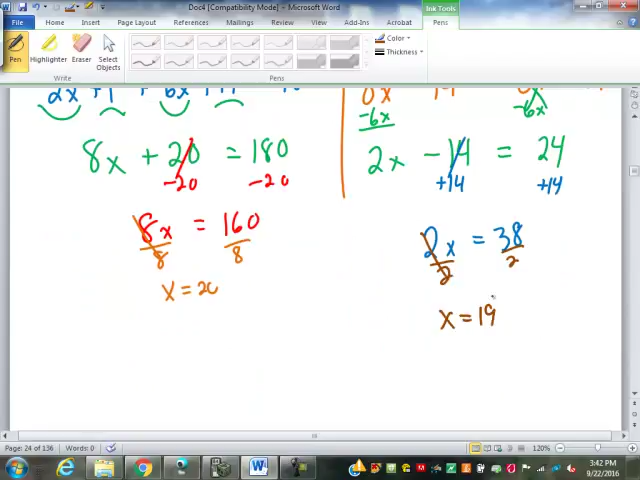 Doc4 [Compatibility Mode] - Microsoft Word
Ink Tools
File Home Insert Page Layout References Mailings Review View Add-Ins Acrobat Pens
Pen Highlighter Eraser Select Objects
Color
Thickness
Write Pens
-6x -6x
8x + 20 = 180
-20 -20
8x = 160
8 8
x = 20
2x - 14 = 24
+14 +14
2x = 38
2 2
x = 19
Page: 24 of 136 Words: 0 120%
3:42 PM
9/22/2016